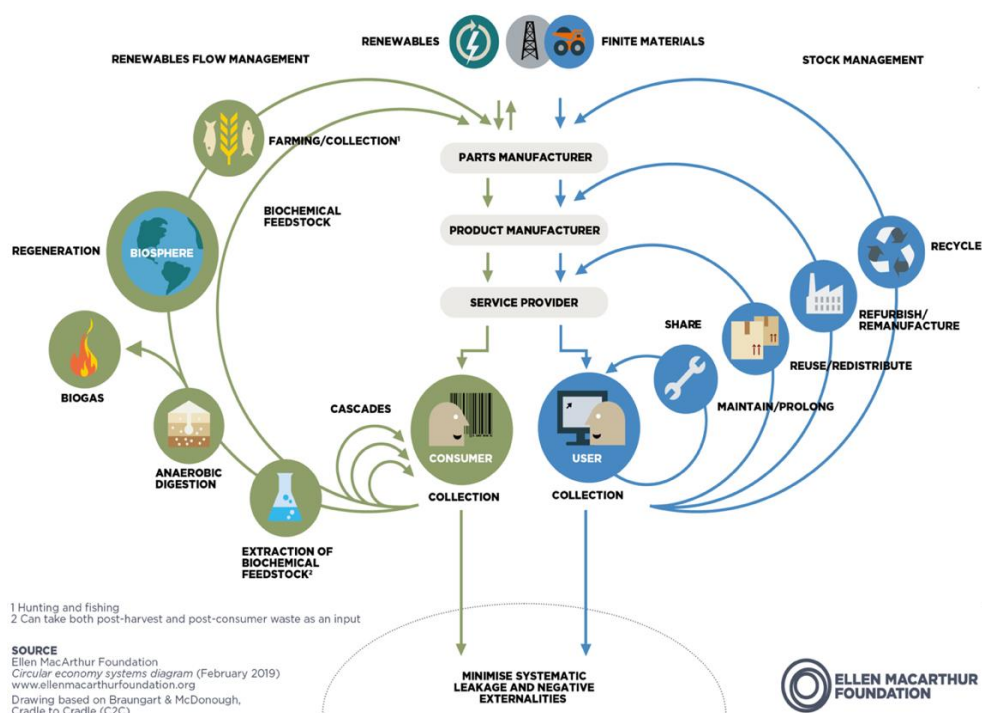 RENEWABLES
FINITE MATERIALS
RENEWABLES FLOW MANAGEMENT
STOCK MANAGEMENT
FARMING/COLLECTION¹
PARTS MANUFACTURER
BIOCHEMICAL
FEEDSTOCK
PRODUCT MANUFACTURER
REGENERATION
BIOSPHERE
RECYCLE
SERVICE PROVIDER
SHARE
REFURBISH/
REMANUFACTURE
REUSE/REDISTRIBUTE
BIOGAS
CASCADES
MAINTAIN/PROLONG
CONSUMER
USER
ANAEROBIC
DIGESTION
COLLECTION
COLLECTION
EXTRACTION OF
BIOCHEMICAL
FEEDSTOCK²
1 Hunting and fishing
2 Can take both post-harvest and post-consumer waste as an input
SOURCE
Ellen MacArthur Foundation
Circular economy systems diagram (February 2019)
www.ellenmacarthurfoundation.org
Drawing based on Braungart & McDonough,
Cradle to Cradle (C2C)
MINIMISE SYSTEMATIC
LEAKAGE AND NEGATIVE
EXTERNALITIES
ELLEN MACARTHUR
FOUNDATION